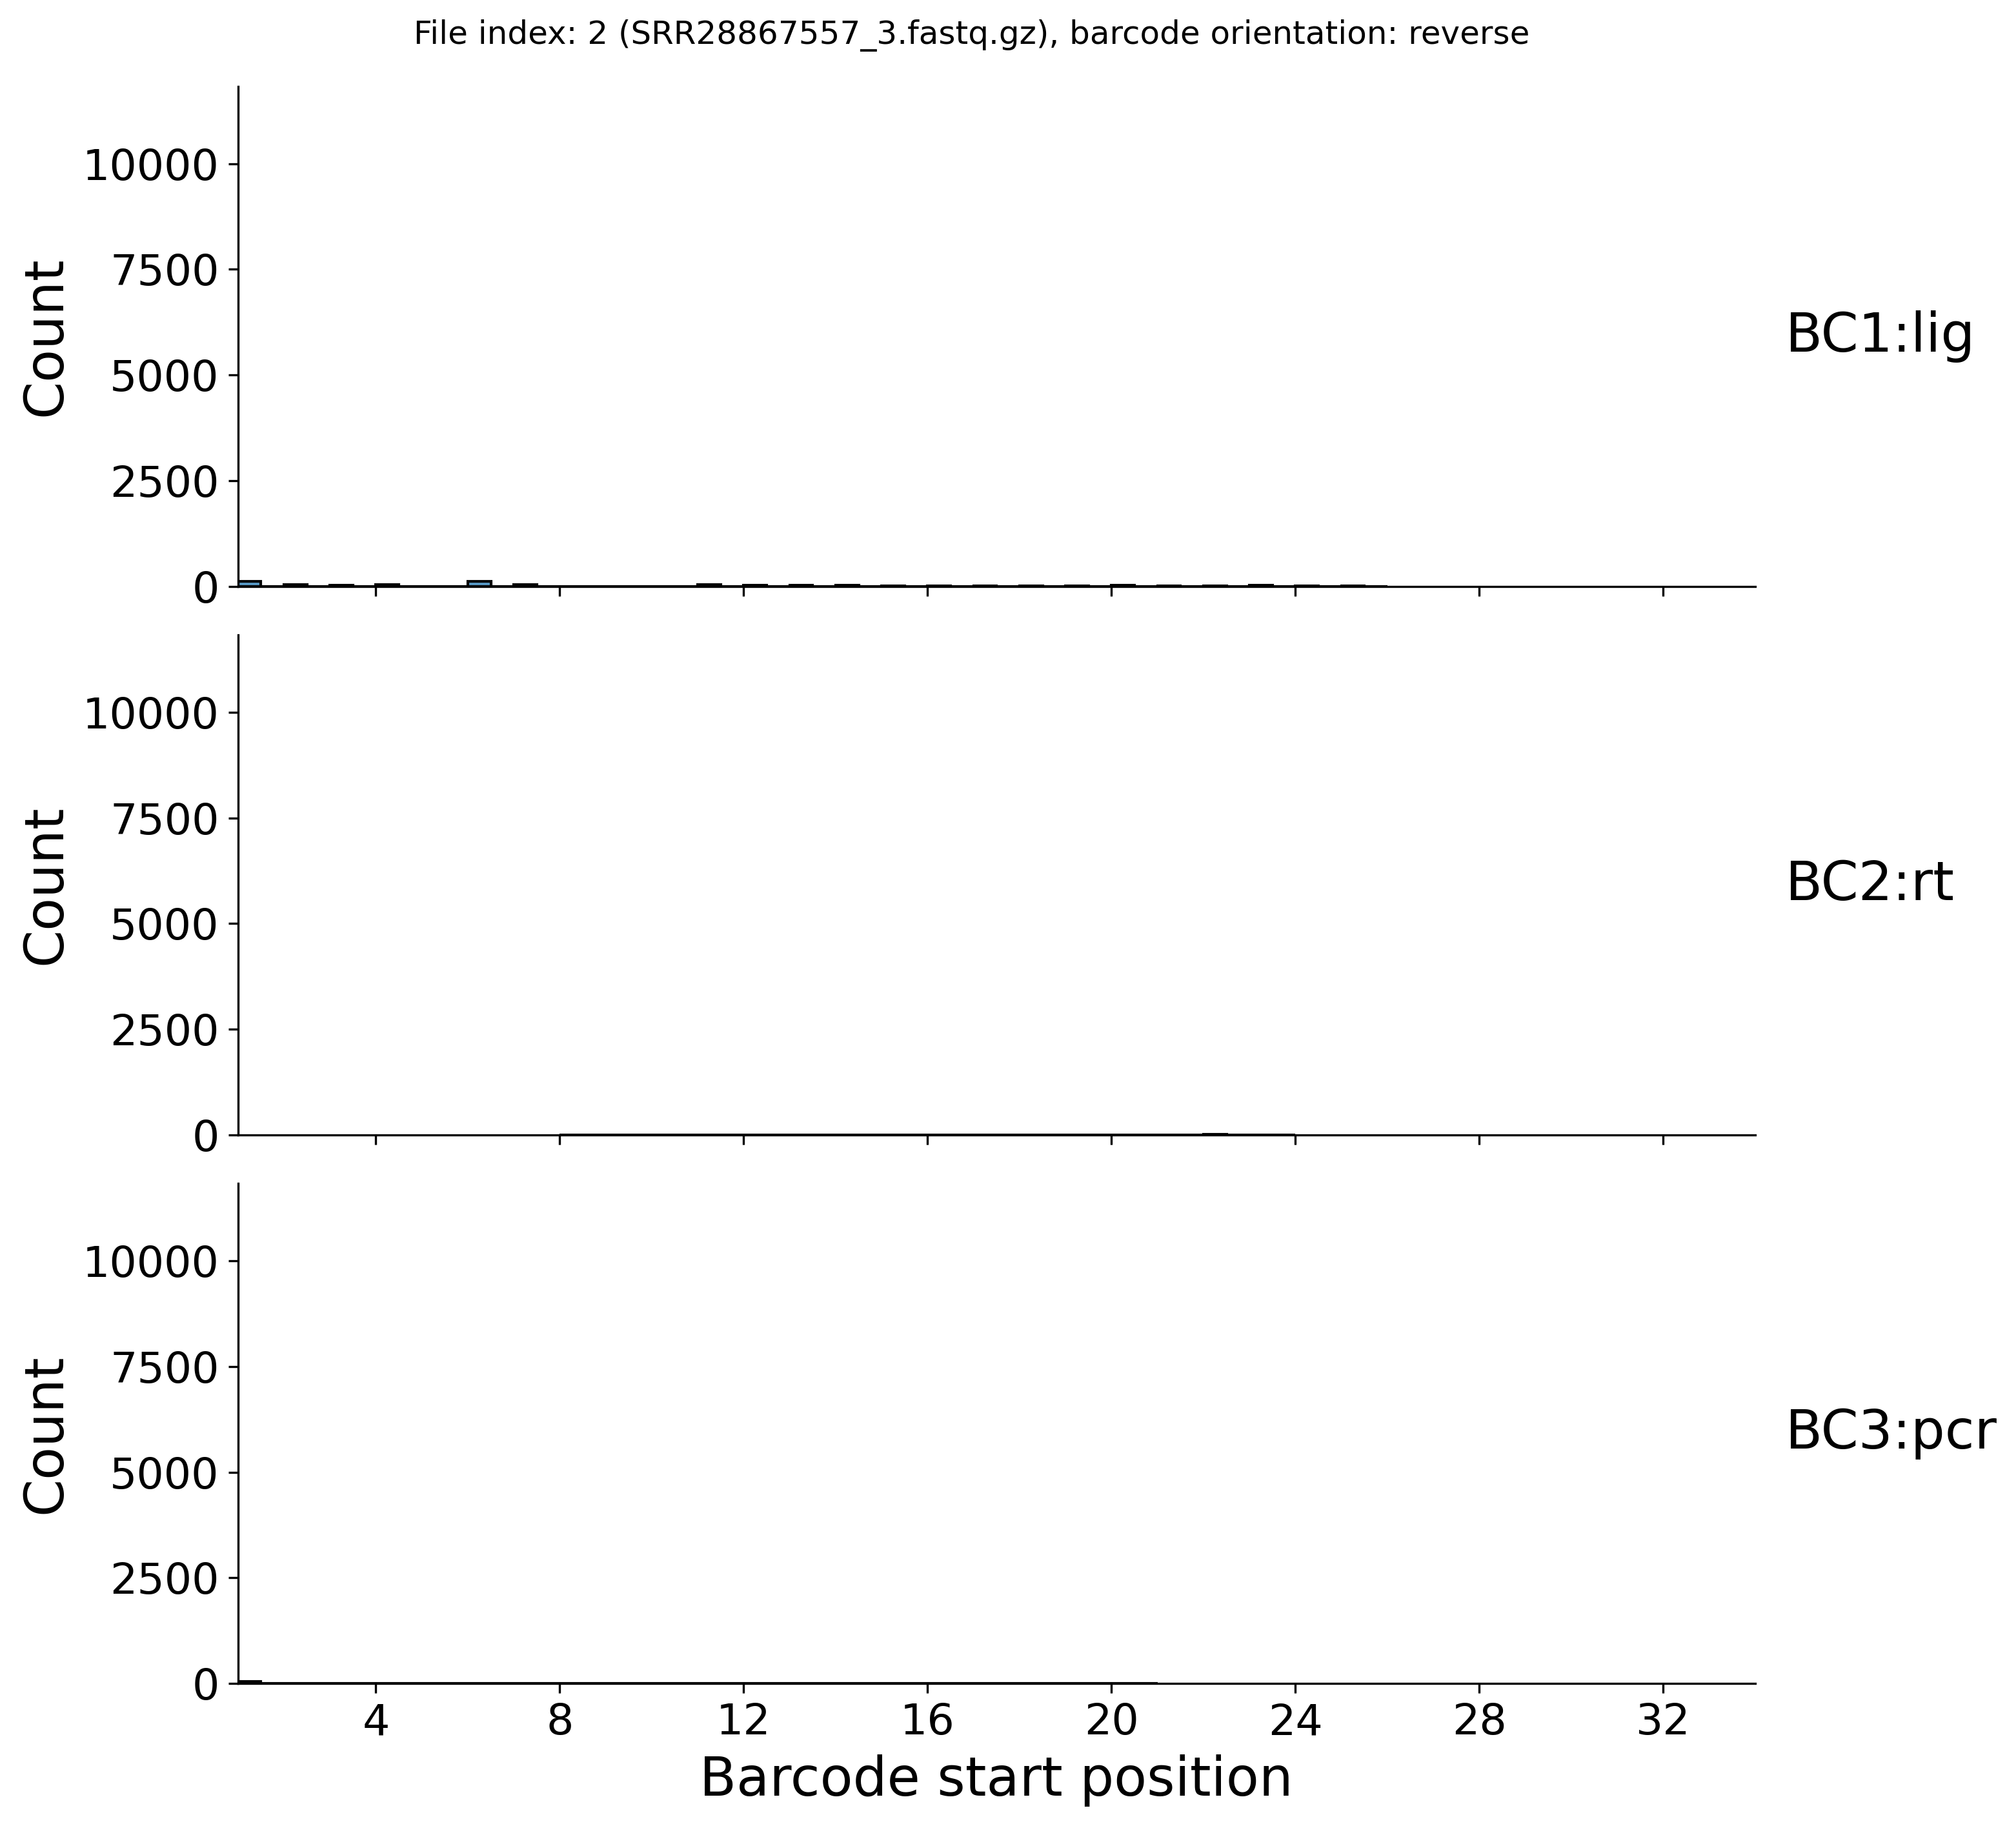 File index: 2 (SRR28867557_3.fastq.gz), barcode orientation: reverse
10000
7500
5000
2500
0
Count
BC1:lig
10000
7500
5000
2500
0
Count
BC2:rt
10000
7500
5000
2500
0
Count
BC3:pcr
4 8 12 16 20 24 28 32
Barcode start position